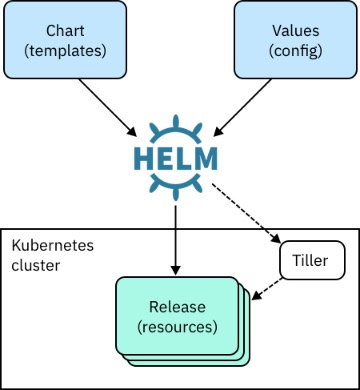 Chart
(templates)
Values
(config)
HELM
Kubernetes
cluster
Tiller
Release
(resources)